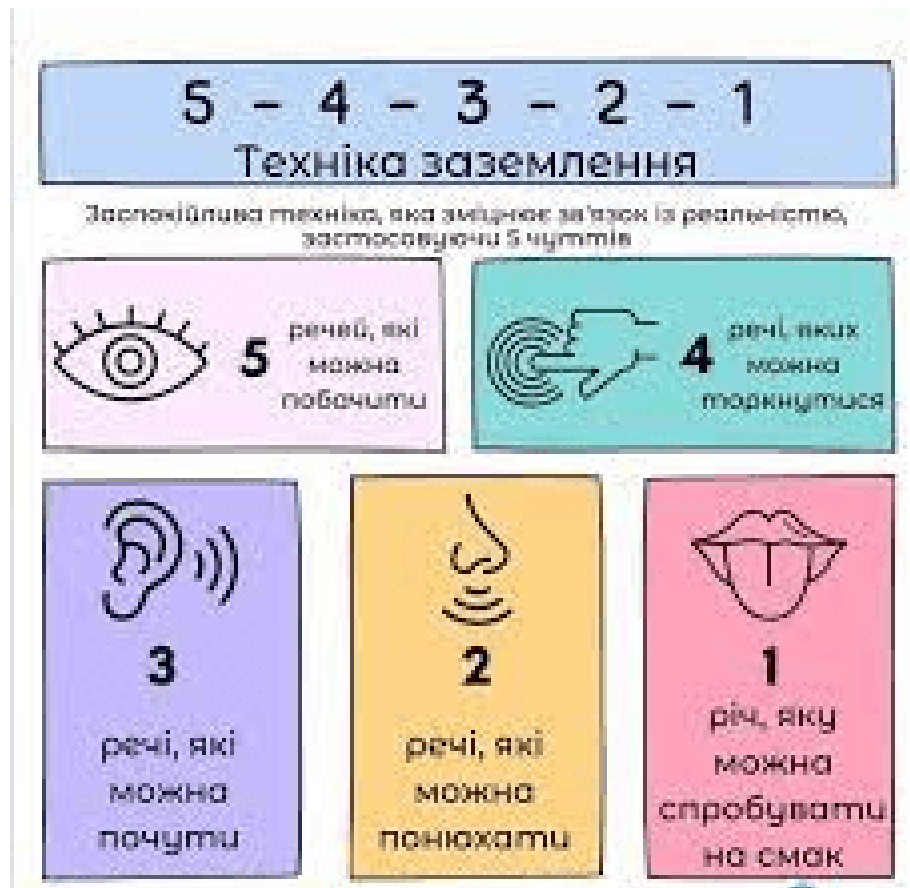 5 - 4 - 3 - 2 - 1
Техніка заземлення
Заспокійлива техніка, яка зміцнює зв'язок із реальністю,
застосовуючи 5 чуттів
5
речей, які
можна
побачити
4
речі, яких
можна
торкнутися
3
речі, які
можна
почути
2
речі, які
можна
понюхати
1
річ, яку
можна
спробувати
на смак